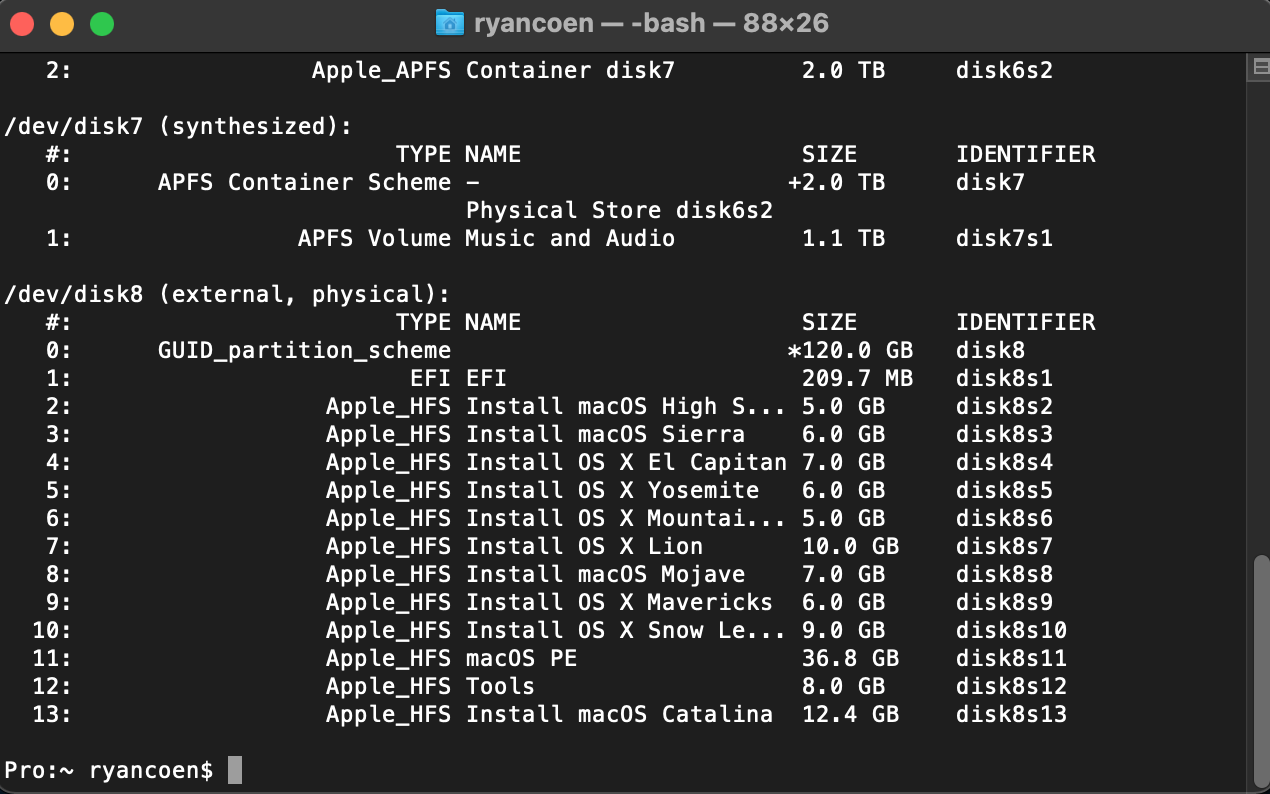 ryancoen — -bash — 88×26
2: Apple_APFS Container disk7 2.0 TB disk6s2
/dev/disk7 (synthesized):
#: TYPE NAME SIZE IDENTIFIER
0: APFS Container Scheme - +2.0 TB disk7
Physical Store disk6s2
1: APFS Volume Music and Audio 1.1 TB disk7s1
/dev/disk8 (external, physical):
#: TYPE NAME SIZE IDENTIFIER
0: GUID_partition_scheme *120.0 GB disk8
1: EFI EFI 209.7 MB disk8s1
2: Apple_HFS Install macOS High S... 5.0 GB disk8s2
3: Apple_HFS Install macOS Sierra 6.0 GB disk8s3
4: Apple_HFS Install OS X El Capitan 7.0 GB disk8s4
5: Apple_HFS Install OS X Yosemite 6.0 GB disk8s5
6: Apple_HFS Install OS X Mountai... 5.0 GB disk8s6
7: Apple_HFS Install OS X Lion 10.0 GB disk8s7
8: Apple_HFS Install macOS Mojave 7.0 GB disk8s8
9: Apple_HFS Install OS X Mavericks 6.0 GB disk8s9
10: Apple_HFS Install OS X Snow Le... 9.0 GB disk8s10
11: Apple_HFS macOS PE 36.8 GB disk8s11
12: Apple_HFS Tools 8.0 GB disk8s12
13: Apple_HFS Install macOS Catalina 12.4 GB disk8s13
Pro:~ ryancoen$